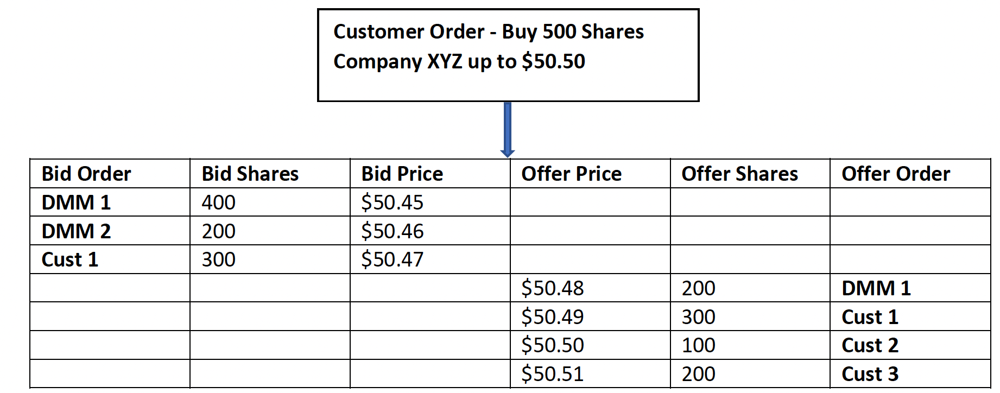 Customer Order - Buy 500 Shares
Company XYZ up to $50.50
Bid Order Bid Shares Bid Price Offer Price Offer Shares Offer Order
DMM 1 400 $50.45
DMM 2 200 $50.46
Cust 1 300 $50.47
$50.48 200 DMM 1
$50.49 300 Cust 1
$50.50 100 Cust 2
$50.51 200 Cust 3